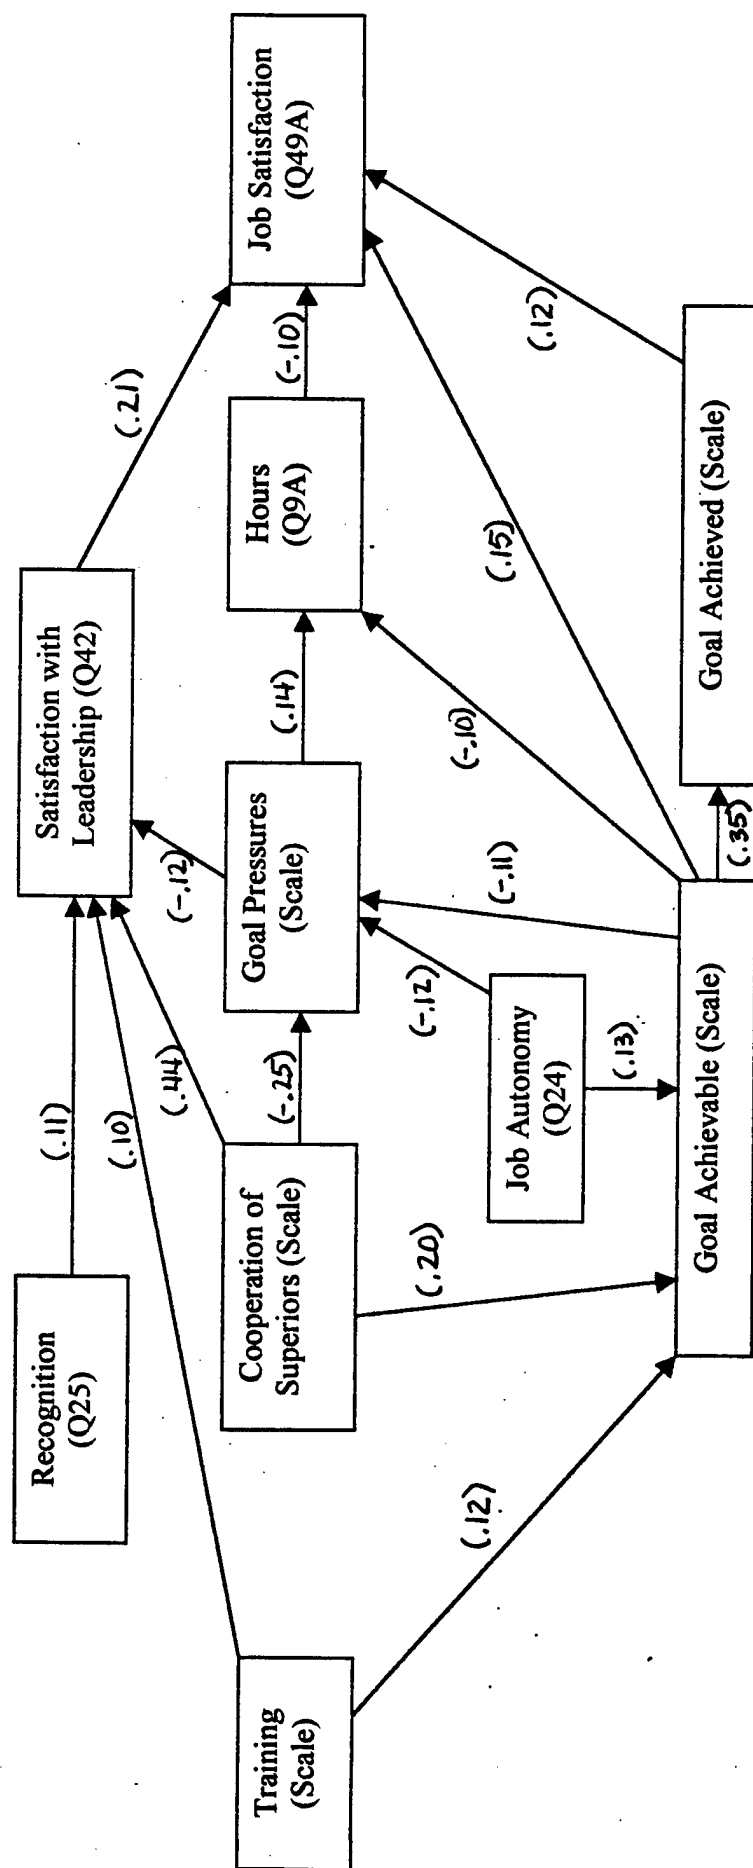 Training
(Scale)
Recognition
(Q25)
Cooperation of
Superiors (Scale)
Job Autonomy
(Q24)
Goal Achievable (Scale)
Satisfaction with
Leadership (Q42)
Goal Pressures
(Scale)
Hours
(Q9A)
Goal Achieved (Scale)
Job Satisfaction
(Q49A)
(.11)
(.10)
(.44)
(-.25)
(.20)
(.12)
(-.12)
(.13)
(-.11)
(-.12)
(.14)
(-.10)
(.35)
(.15)
(.21)
(-.10)
(.12)